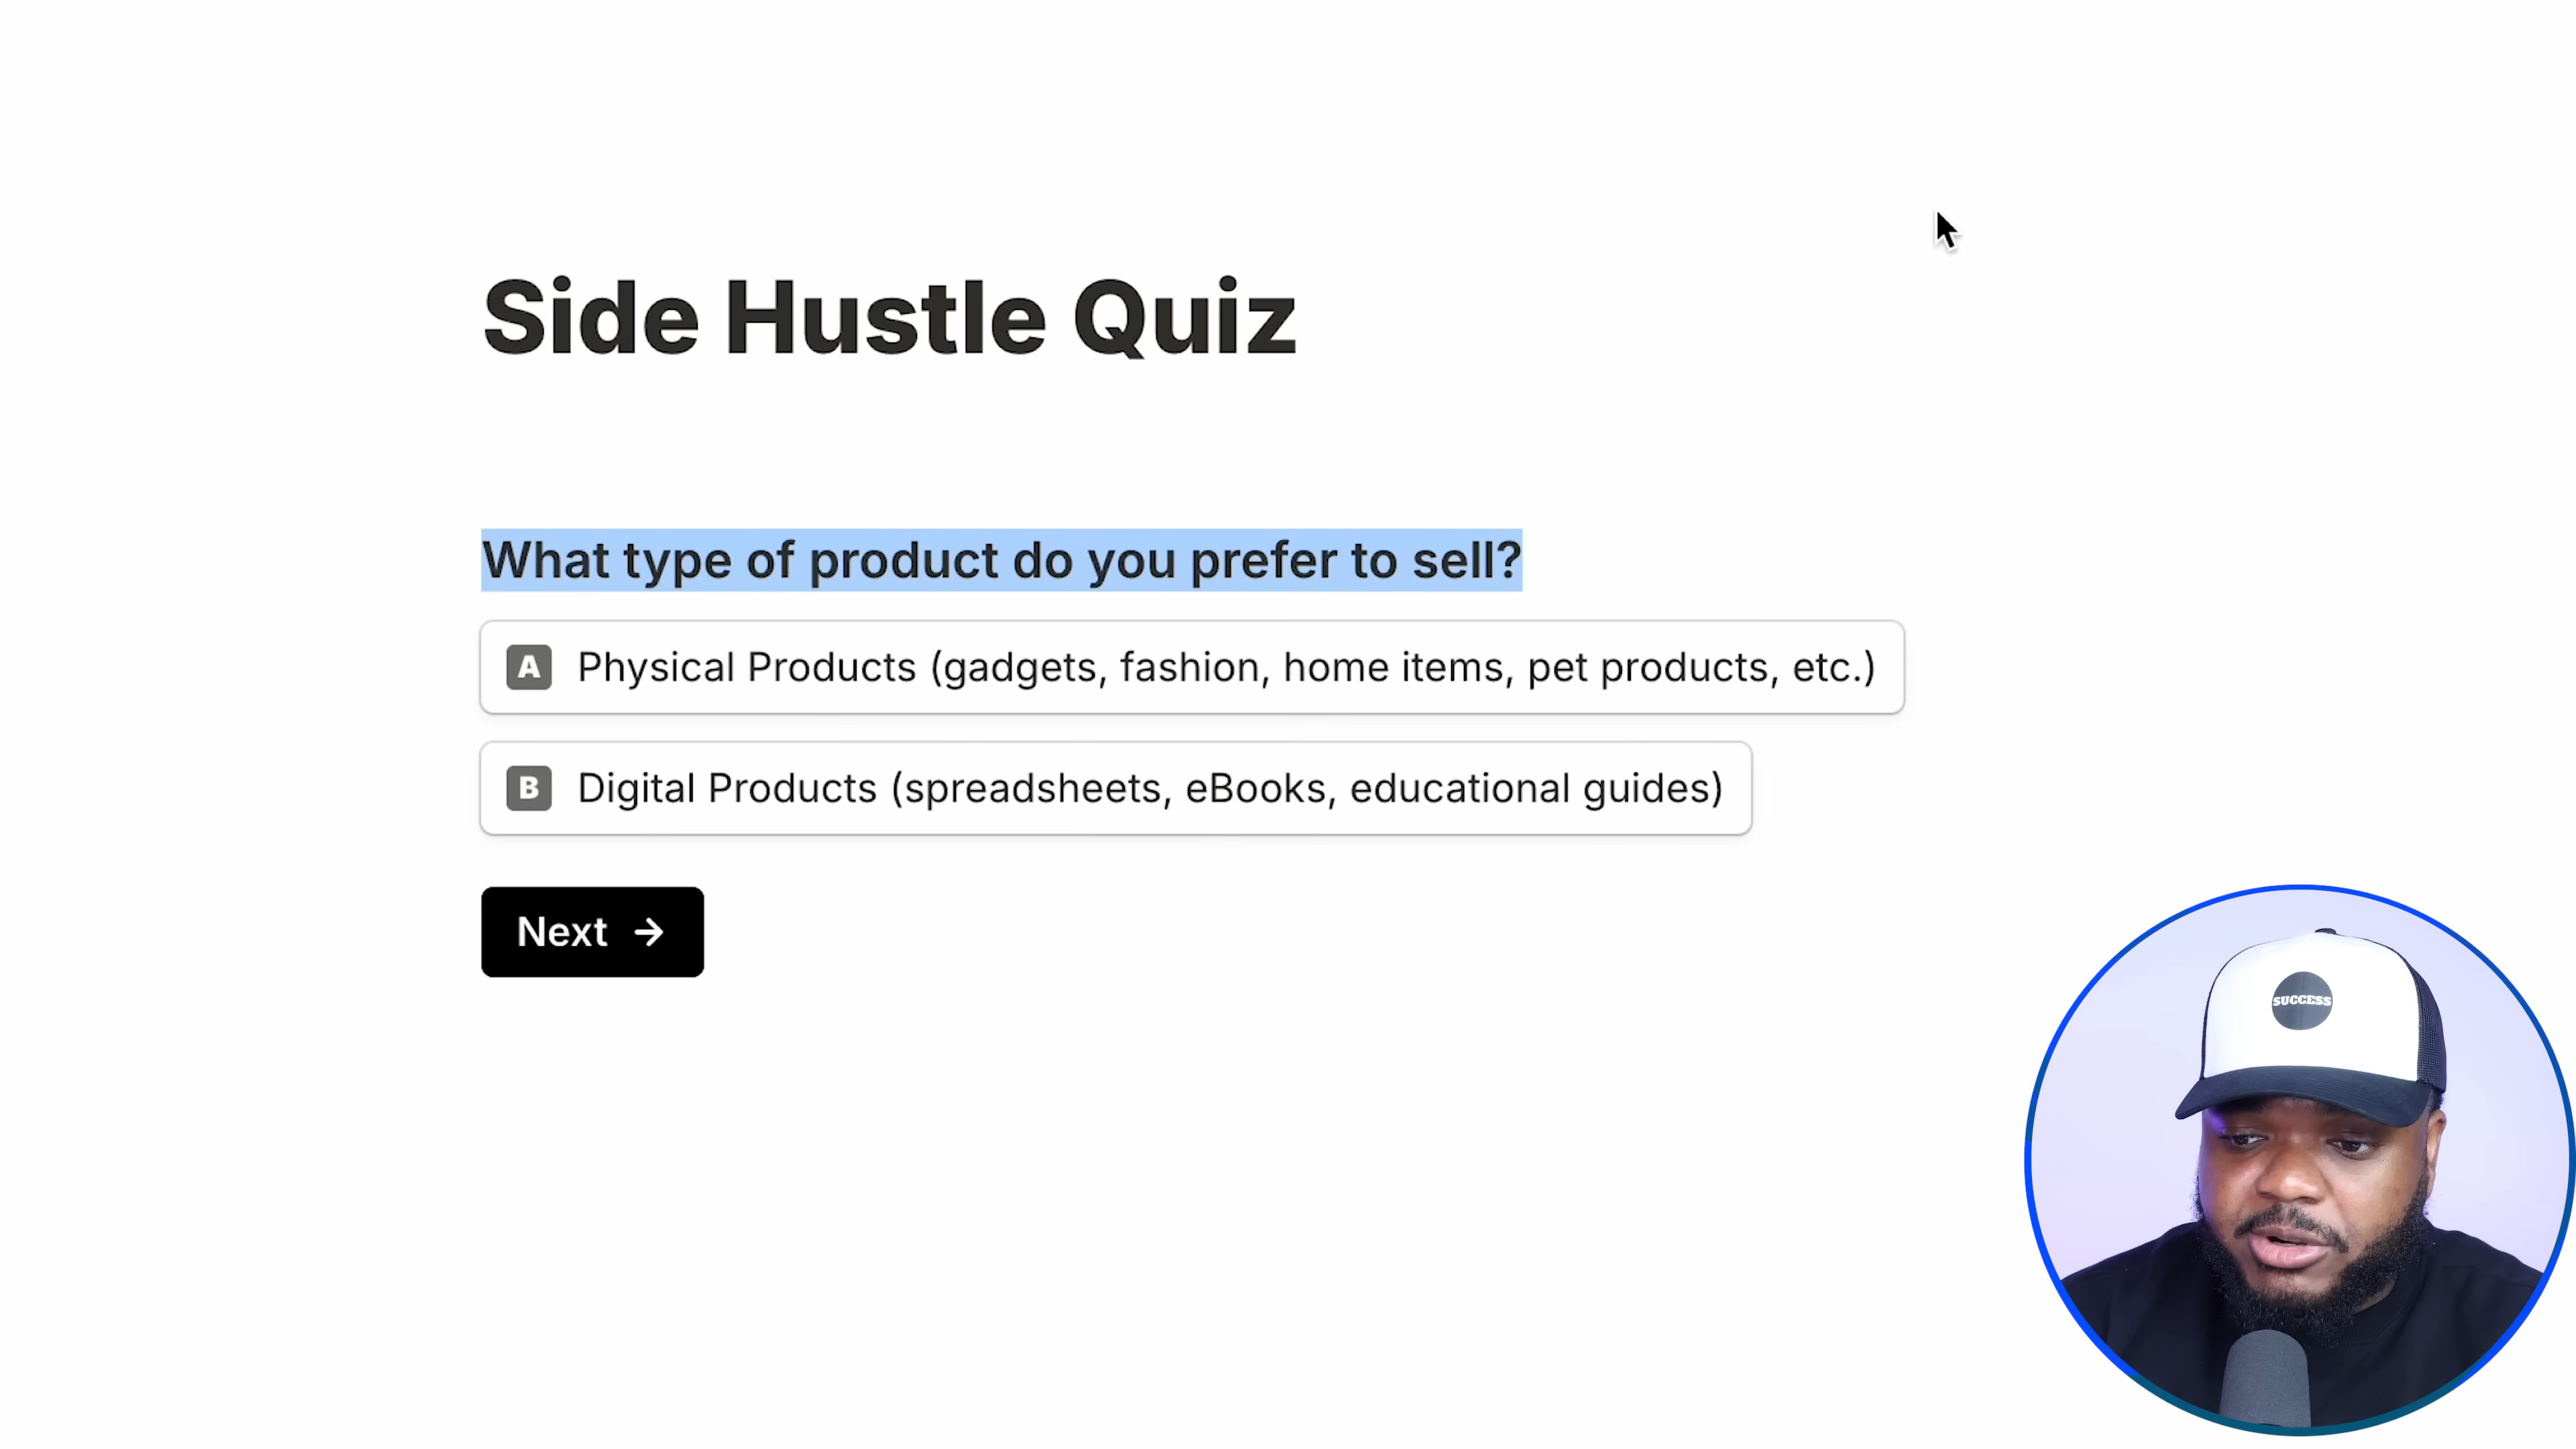 Side Hustle Quiz
What type of product do you prefer to sell?
A Physical Products (gadgets, fashion, home items, pet products, etc.)
B Digital Products (spreadsheets, eBooks, educational guides)
Next →
SUCCESS